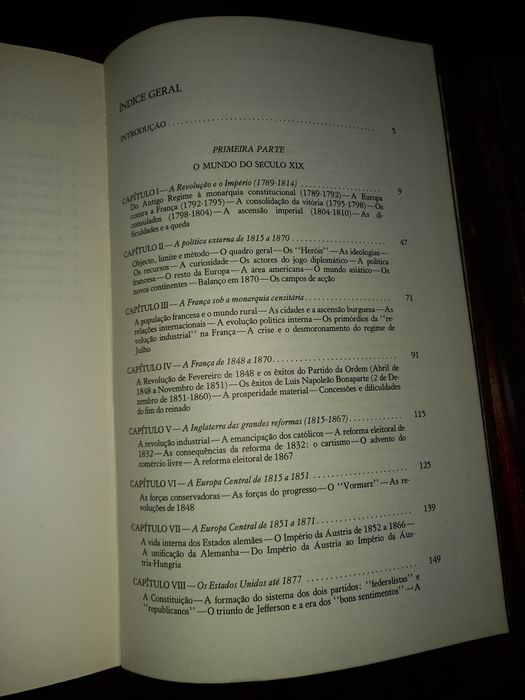 ÍNDICE GERAL
INTRODUÇÃO .......................................... 5
PRIMEIRA PARTE
O MUNDO DO SÉCULO XIX
CAPÍTULO I—A Revolução e o Império (1789-1814) .................... 9
Do Antigo Regime à monarquia constitucional (1789-1792)—A Europa
contra a França (1792-1795)—A consolidação da vitória (1795-1798)—Os
consulados (1798-1804)—A ascensão imperial (1804-1810)—As di-
ficuldades e a queda
CAPÍTULO II—A política externa de 1815 a 1870 .................... 47
Objecto, limite e método—O quadro geral—Os "Heróis"—As ideologias—
Os recursos—A curiosidade—Os actores do jogo diplomático—A política
francesa—O resto da Europa—A área americana—O mundo asiático—Os
novos continentes—Balanço em 1870—Os campos de acção
CAPÍTULO III—A França sob a monarquia censitária .................... 71
A população francesa e o mundo rural—As cidades e a ascensão burguesa—As
relações internacionais—A evolução política interna—Os primórdios da "re-
volução industrial" na França—A crise e o desmoronamento do regime de
Julho
CAPÍTULO IV—A França de 1848 a 1870 .................... 91
A Revolução de Fevereiro de 1848 e os êxitos do Partido da Ordem (Abril de
1848 a Novembro de 1851)—Os êxitos de Luis Napoleão Bonaparte (2 de De-
zembro de 1851-1860)—A prosperidade material—Concessões e dificuldades
do fim do reinado
CAPÍTULO V—A Inglaterra das grandes reformas (1815-1867) .................... 115
A revolução industrial—A emancipação dos católicos—A reforma eleitoral de
1832—As consequências da reforma de 1832: o cartismo—O advento do
comércio livre—A reforma eleitoral de 1867
CAPÍTULO VI—A Europa Central de 1815 a 1851 .................... 125
As forças conservadoras—As forças do progresso—O "Vormarz"—As re-
voluções de 1848
CAPÍTULO VII—A Europa Central de 1851 a 1871 .................... 139
A vida interna dos Estados alemães—O Império da Áustria de 1852 a 1866—
A unificação da Alemanha—Do Império da Áustria ao Império da Áus-
tria-Hungria
CAPÍTULO VIII—Os Estados Unidos até 1877 .................... 149
A Constituição—A formação do sistema dos dois partidos: "federalistas" e
"republicanos"—O triunfo de Jefferson e a era dos "bons sentimentos"—A